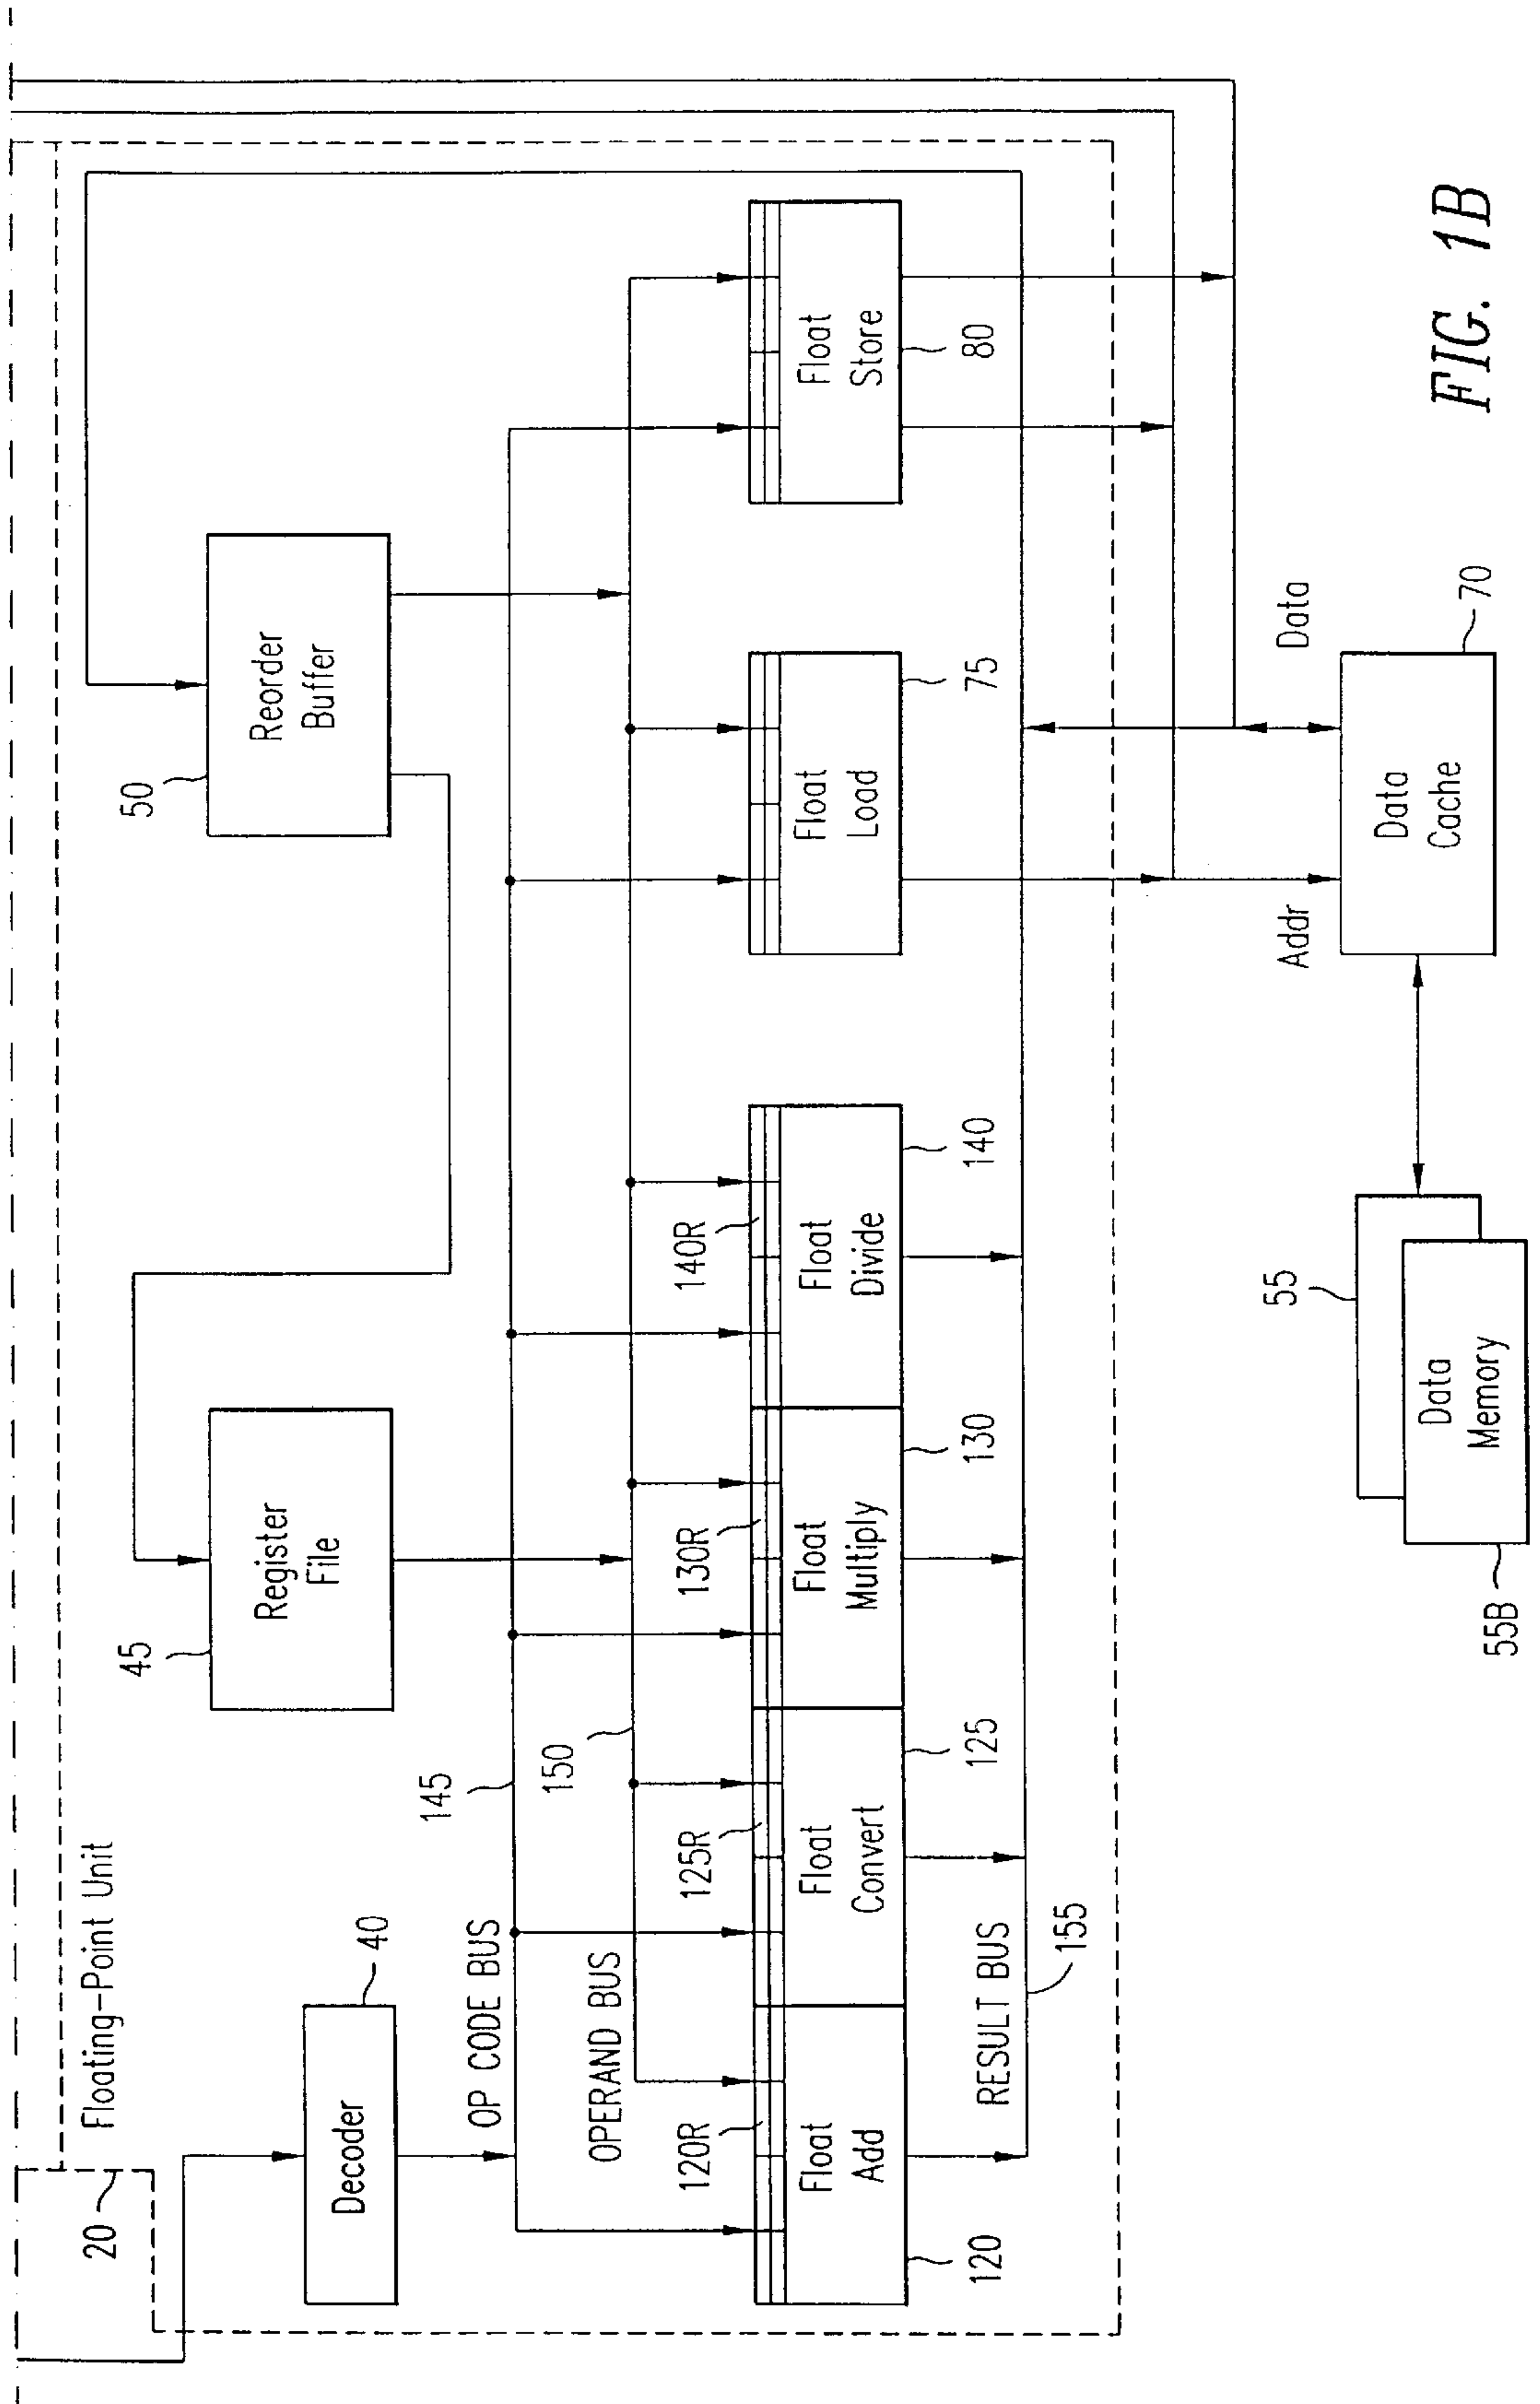 20
Floating-Point Unit
Decoder
40
45
Register
File
50
Reorder
Buffer
OP CODE BUS
145
OPERAND BUS
150
120R
125R
130R
140R
Float
Add
Float
Convert
Float
Multiply
Float
Divide
Float
Load
Float
Store
120
125
130
140
75
80
RESULT BUS
155
55
Addr
Data
Data
Cache
70
Data
Memory
55B
FIG. 1B